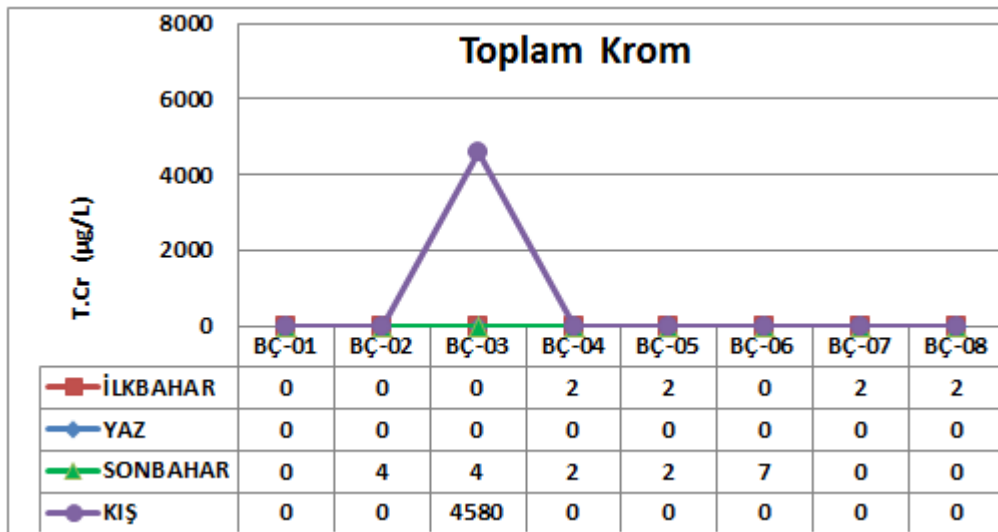 8000
Toplam Krom
6000
4000
2000
0
T.Cr (µg/L)
BÇ-01 BÇ-02 BÇ-03 BÇ-04 BÇ-05 BÇ-06 BÇ-07 BÇ-08
İLKBAHAR 0 0 0 2 2 0 2 2
YAZ 0 0 0 0 0 0 0 0
SONBAHAR 0 4 4 2 2 7 0 0
KIŞ 0 0 4580 0 0 0 0 0